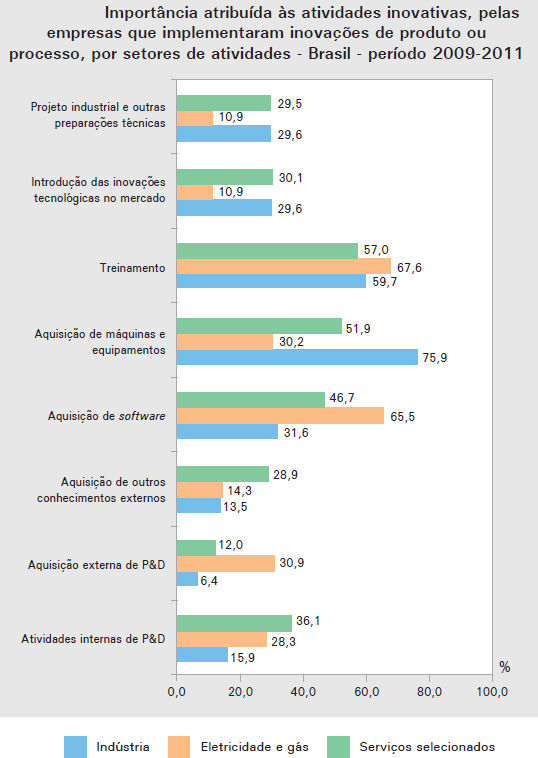 Importância atribuída às atividades inovativas, pelas
empresas que implementaram inovações de produto ou
processo, por setores de atividades - Brasil - período 2009-2011
Projeto industrial e outras
preparações técnicas
29,5
10,9
29,6
Introdução das inovações
tecnológicas no mercado
30,1
10,9
29,6
Treinamento
57,0
67,6
59,7
Aquisição de máquinas e
equipamentos
51,9
30,2
75,9
Aquisição de software
46,7
65,5
31,6
Aquisição de outros
conhecimentos externos
28,9
14,3
13,5
Aquisição externa de P&D
12,0
30,9
6,4
Atividades internas de P&D
36,1
28,3
15,9
%
0,0 20,0 40,0 60,0 80,0 100,0
Indústria Eletricidade e gás Serviços selecionados